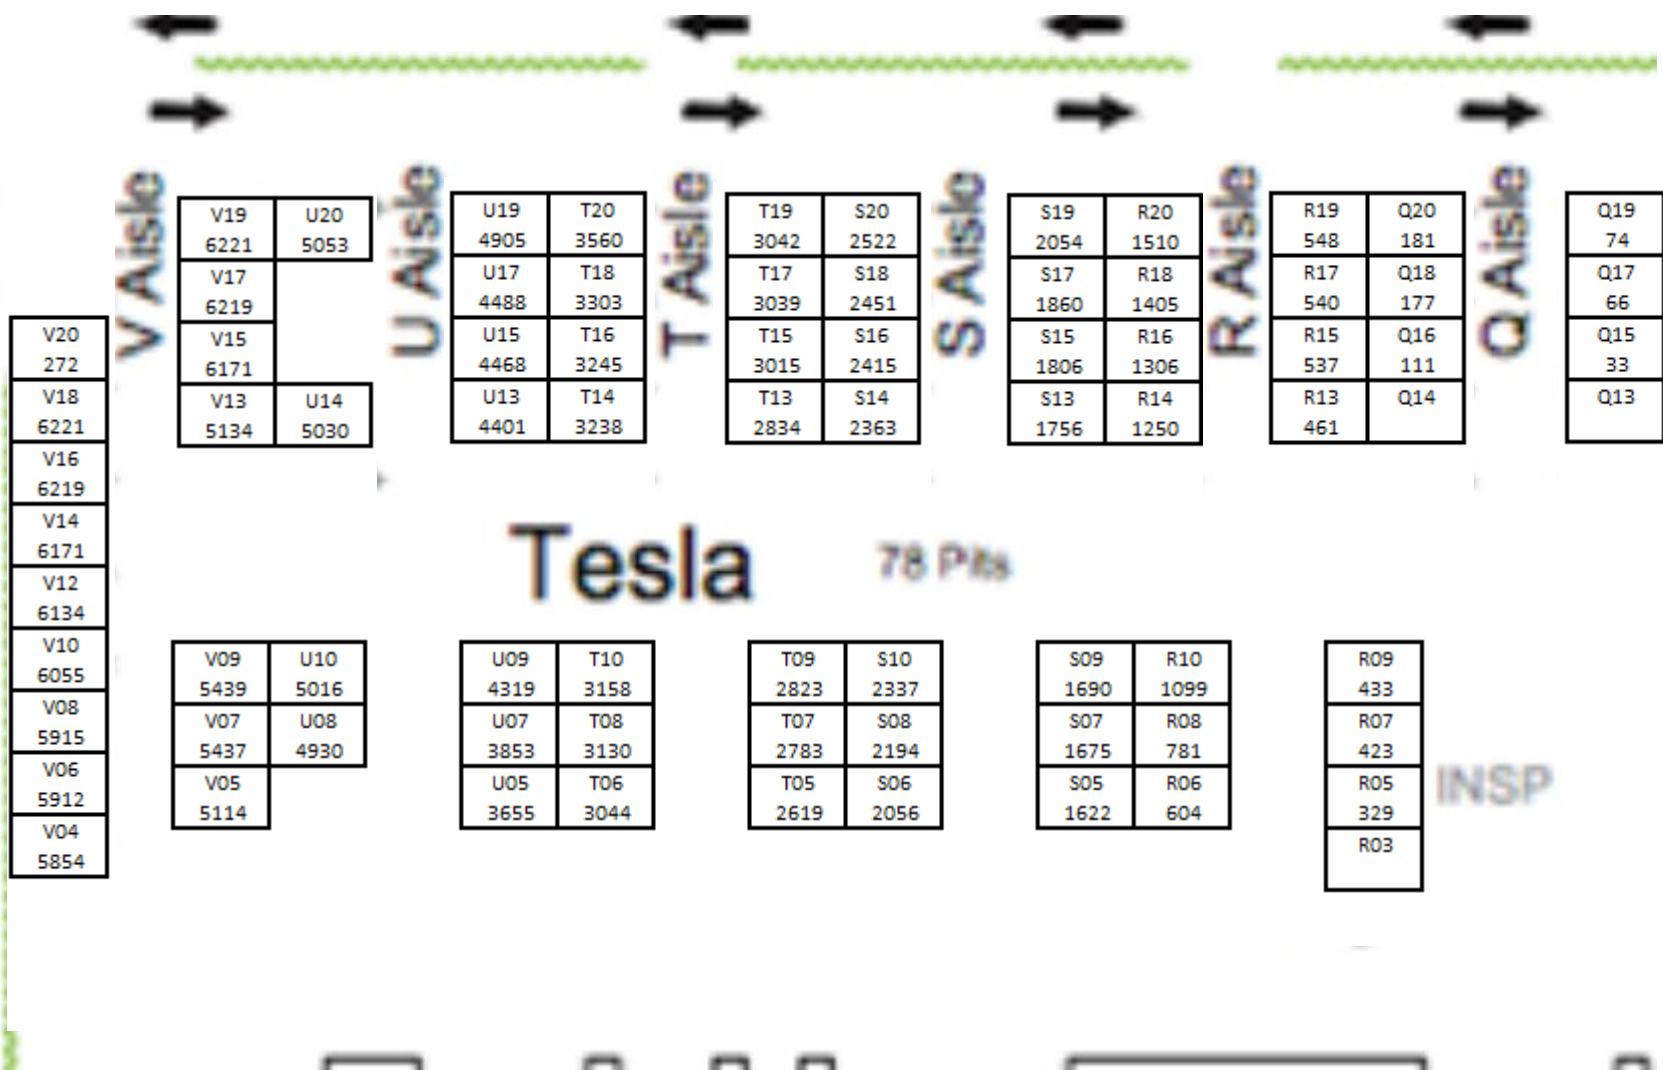 V Aisle
U Aisle
T Aisle
S Aisle
R Aisle
Q Aisle
V20
272
V18
6221
V16
6219
V14
6171
V12
6134
V10
6055
V08
5915
V06
5912
V04
5854
V19 U20
6221 5053
V17
6219
V15
6171
V13 U14
5134 5030
U19 T20
4905 3560
U17 T18
4488 3303
U15 T16
4468 3245
U13 T14
4401 3238
T19 S20
3042 2522
T17 S18
3039 2451
T15 S16
3015 2415
T13 S14
2834 2363
S19 R20
2054 1510
S17 R18
1860 1405
S15 R16
1806 1306
S13 R14
1756 1250
R19 Q20
548 181
R17 Q18
540 177
R15 Q16
537 111
R13 Q14
461
Q19
74
Q17
66
Q15
33
Q13
Tesla 78 Pits
V09 U10
5439 5016
V07 U08
5437 4930
V05
5114
U09 T10
4319 3158
U07 T08
3853 3130
U05 T06
3655 3044
T09 S10
2823 2337
T07 S08
2783 2194
T05 S06
2619 2056
S09 R10
1690 1099
S07 R08
1675 781
S05 R06
1622 604
R09
433
R07
423
R05
329
R03
INSP